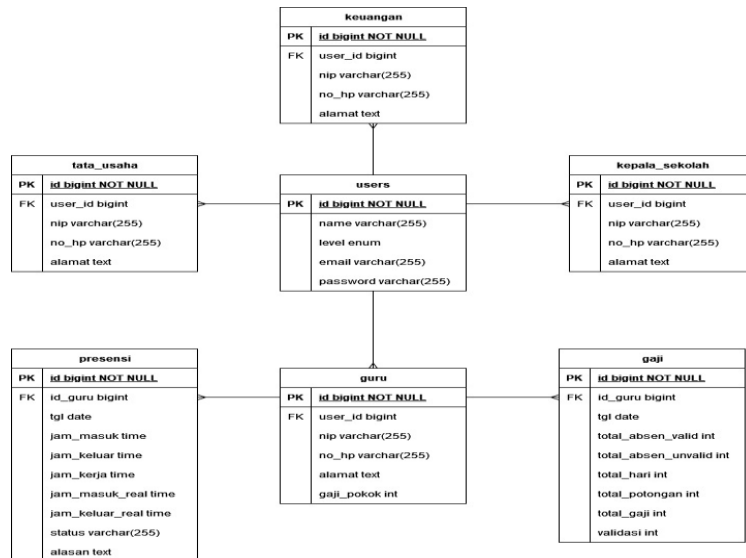 keuangan
PK id bigint NOT NULL
FK user_id bigint
nip varchar(255)
no_hp varchar(255)
alamat text
tata_usaha
PK id bigint NOT NULL
FK user_id bigint
nip varchar(255)
no_hp varchar(255)
alamat text
users
PK id bigint NOT NULL
name varchar(255)
level enum
email varchar(255)
password varchar(255)
kepala_sekolah
PK id bigint NOT NULL
FK user_id bigint
nip varchar(255)
no_hp varchar(255)
alamat text
presensi
PK id bigint NOT NULL
FK id_guru bigint
tgl date
jam_masuk time
jam_keluar time
jam_kerja time
jam_masuk_real time
jam_keluar_real time
status varchar(255)
alasan text
guru
PK id bigint NOT NULL
FK user_id bigint
nip varchar(255)
no_hp varchar(255)
alamat text
gaji_pokok int
gaji
PK id bigint NOT NULL
FK id_guru bigint
tgl date
total_absen_valid int
total_absen_unvalid int
total_hari int
total_potongan int
total_gaji int
validasi int